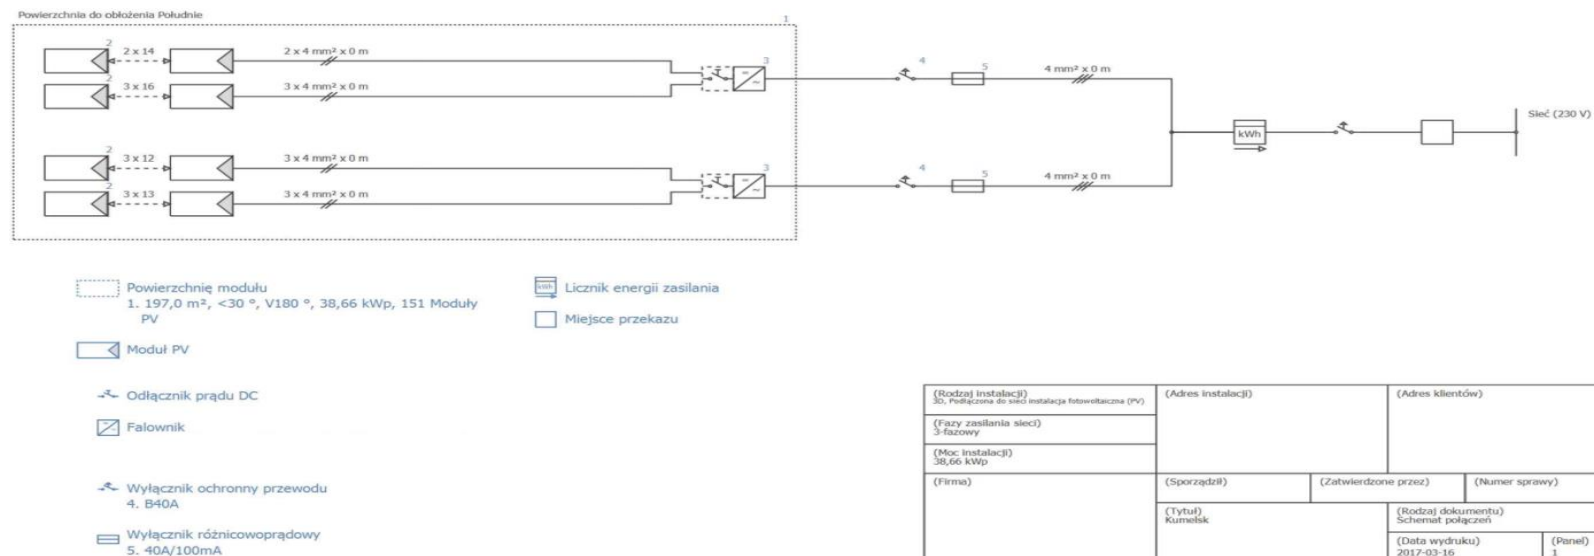 Powierzchnia do obłożenia Południe
1
2
2 x 14
2 x 4 mm² x 0 m
3
4
5
4 mm² x 0 m
2
3 x 16
3 x 4 mm² x 0 m
Sieć (230 V)
kWh
2
3 x 12
3 x 4 mm² x 0 m
3
4
5
4 mm² x 0 m
2
3 x 13
3 x 4 mm² x 0 m
Powierzchnię modułu
1. 197,0 m², <30 °, V180 °, 38,66 kWp, 151 Moduły
PV
Moduł PV
Odłącznik prądu DC
Falownik
Wyłącznik ochronny przewodu
4. B40A
Wyłącznik różnicowoprądowy
5. 40A/100mA
kWh
Licznik energii zasilania
Miejsce przekazu
(Rodzaj instalacji)
3D, Podłączona do sieci instalacja fotowoltaiczna (PV)
(Fazy zasilania sieci)
3-fazowy
(Moc instalacji)
38,66 kWp
(Adres instalacji)
(Adres klientów)
(Firma)
(Sporządził)
(Zatwierdzone przez)
(Numer sprawy)
(Tytuł)
Kumelsk
(Rodzaj dokumentu)
Schemat połączeń
(Data wydruku)
2017-03-16
(Panel)
1